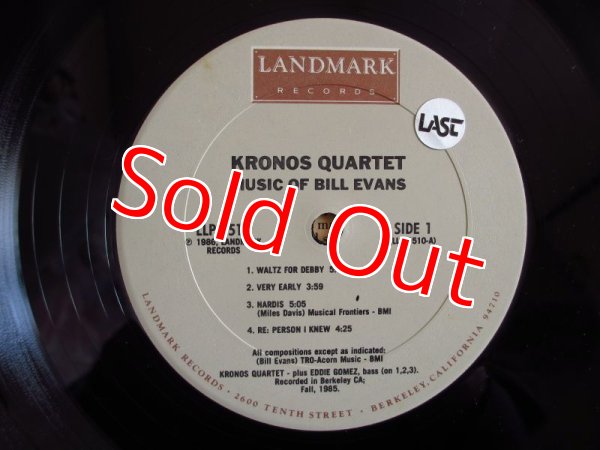 LANDMARK
RECORDS
LAST
KRONOS QUARTET
MUSIC OF BILL EVANS
Sold Out
SIDE 1
℗ 1986, LANDMARK
RECORDS
510-A)
1. WALTZ FOR DEBBY
2. VERY EARLY 3:59
3. NARDIS 5:05
(Miles Davis) Musical Frontiers - BMI
4. RE: PERSON I KNEW 4:25
All compositions except as indicated:
(Bill Evans) TRO-Acorn Music - BMI
KRONOS QUARTET - plus EDDIE GOMEZ, bass (on 1,2,3).
Recorded in Berkeley CA;
Fall, 1985.
LANDMARK RECORDS · 2600 TENTH STREET · BERKELEY, CALIFORNIA 94710